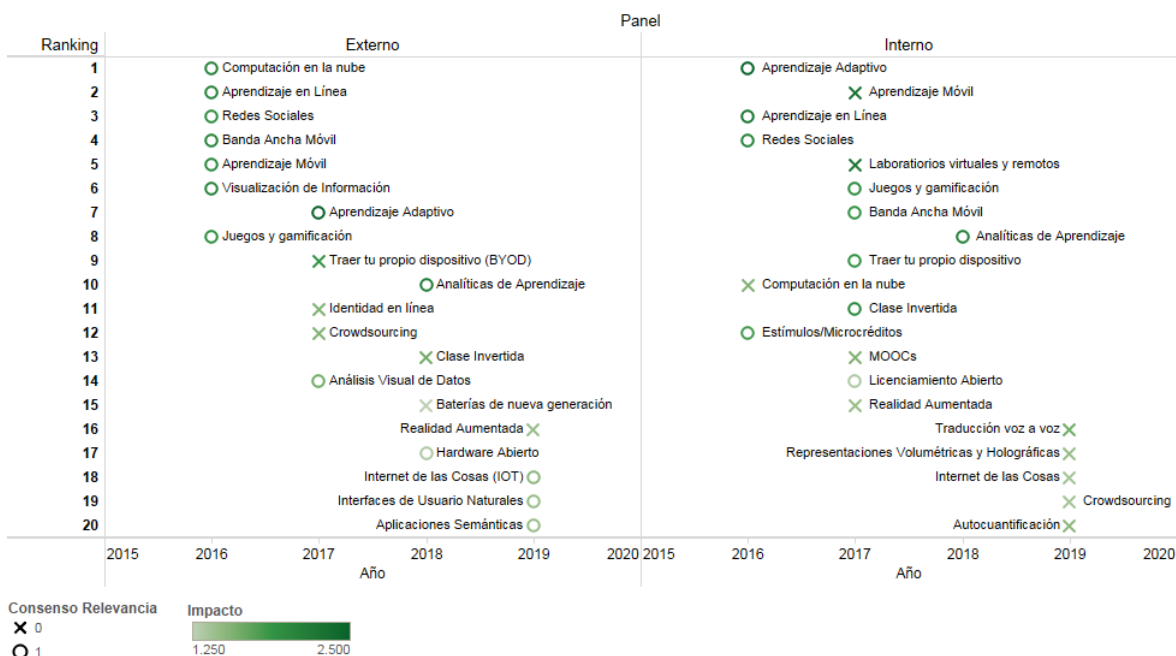 Panel
Ranking Externo Interno
1 Computación en la nube Aprendizaje Adaptivo
2 Aprendizaje en Línea Aprendizaje Móvil
3 Redes Sociales Aprendizaje en Línea
4 Banda Ancha Móvil Redes Sociales
5 Aprendizaje Móvil Laboratiorios virtuales y remotos
6 Visualización de Información Juegos y gamificación
7 Aprendizaje Adaptivo Banda Ancha Móvil
8 Juegos y gamificación Analíticas de Aprendizaje
9 Traer tu propio dispositivo (BYOD) Traer tu propio dispositivo
10 Analíticas de Aprendizaje Computación en la nube
11 Identidad en línea Clase Invertida
12 Crowdsourcing Estímulos/Microcréditos
13 Clase Invertida MOOCs
14 Análisis Visual de Datos Licenciamiento Abierto
15 Baterías de nueva generación Realidad Aumentada
16 Realidad Aumentada Traducción voz a voz
17 Hardware Abierto Representaciones Volumétricas y Holográficas
18 Internet de las Cosas (IOT) Internet de las Cosas
19 Interfaces de Usuario Naturales Crowdsourcing
20 Aplicaciones Semánticas Autocuantificación
2015 2016 2017 2018 2019 2020 2015 2016 2017 2018 2019 2020
Año Año
Consenso Relevancia Impacto
0
1.250 2.500
1